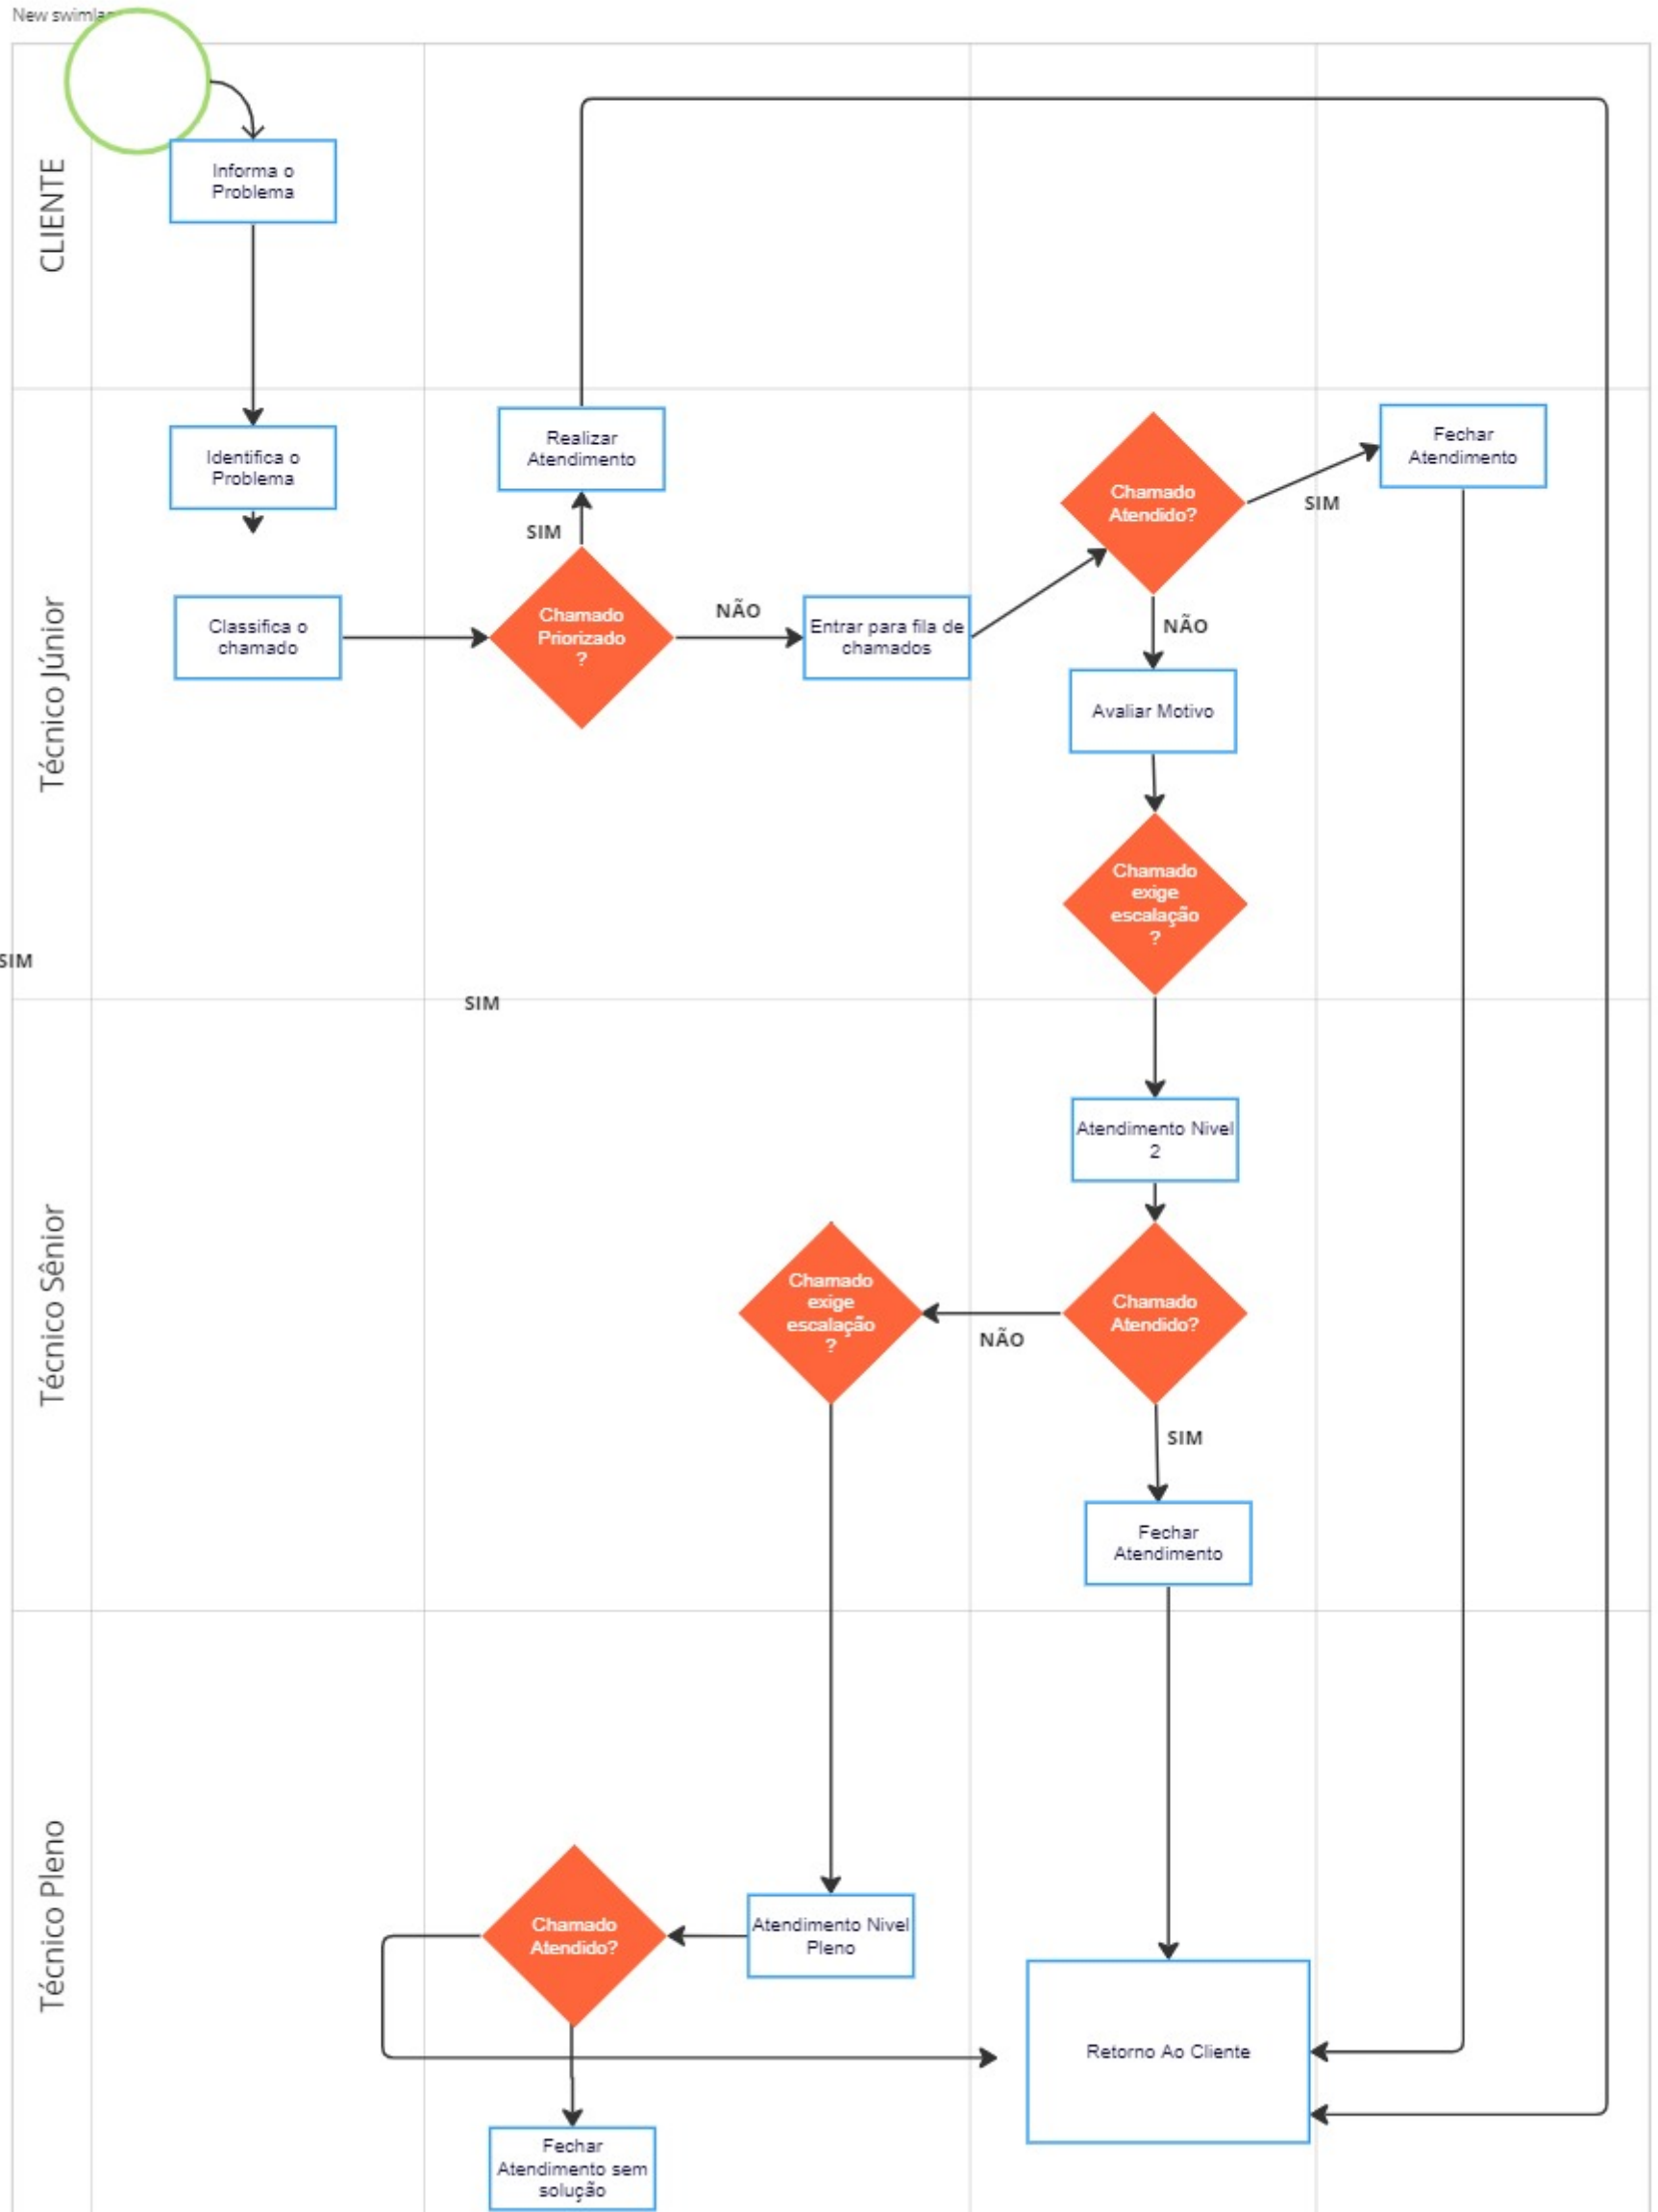 New swimla
CLIENTE
Informa o
Problema
Técnico Júnior
Identifica o
Problema
Realizar
Atendimento
SIM
Chamado
Atendido?
SIM
Fechar
Atendimento
Classifica o
chamado
Chamado
Priorizado
?
NÃO
Entrar para fila de
chamados
NÃO
Avaliar Motivo
Chamado
exige
escalação
?
SIM
SIM
Técnico Sênior
Atendimento Nivel
2
Chamado
exige
escalação
?
NÃO
Chamado
Atendido?
SIM
Fechar
Atendimento
Técnico Pleno
Chamado
Atendido?
Atendimento Nivel
Pleno
Retorno Ao Cliente
Fechar
Atendimento sem
solução